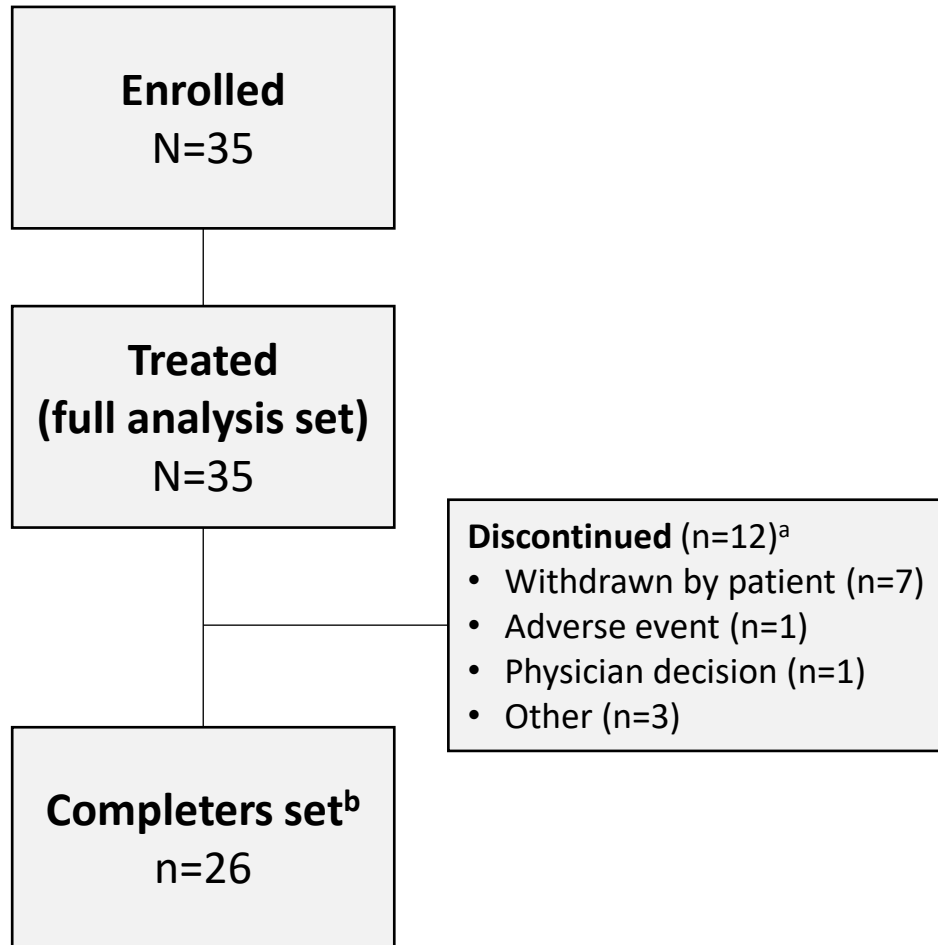 Enrolled
N=35
Treated
(full analysis set)
N=35
Discontinued (n=12)ᵃ
• Withdrawn by patient (n=7)
• Adverse event (n=1)
• Physician decision (n=1)
• Other (n=3)
Completers setᵇ
n=26